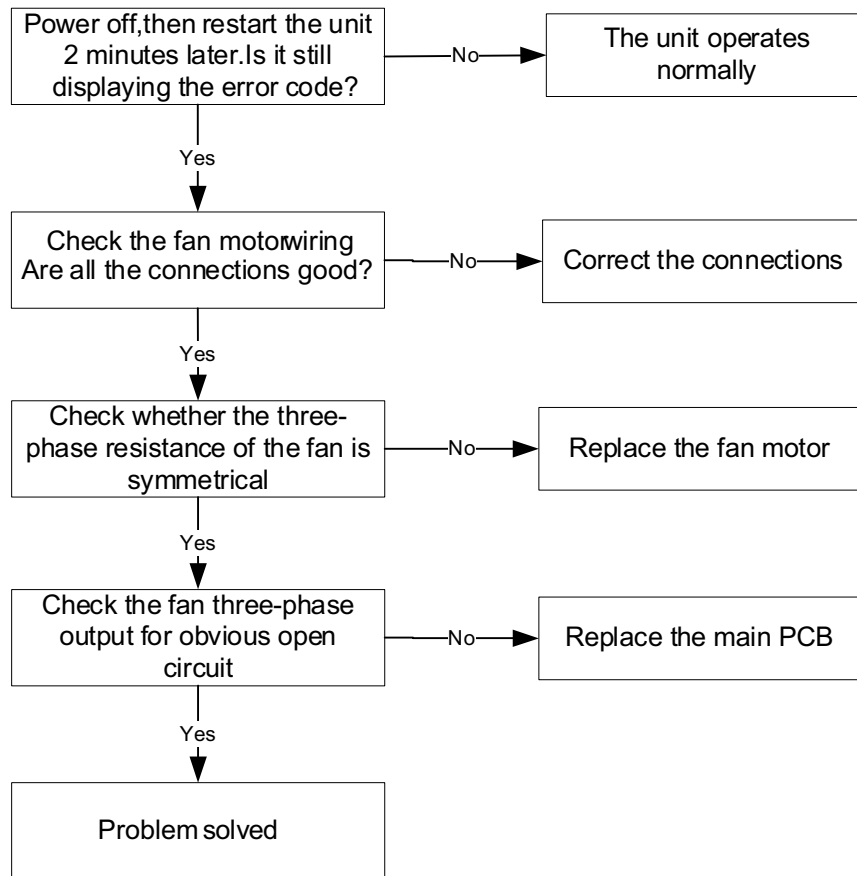 Power off,then restart the unit
2 minutes later.Is it still
displaying the error code?
No
The unit operates
normally
Yes
Check the fan motorwiring
Are all the connections good?
No
Correct the connections
Yes
Check whether the three-
phase resistance of the fan is
symmetrical
No
Replace the fan motor
Yes
Check the fan three-phase
output for obvious open
circuit
No
Replace the main PCB
Yes
Problem solved